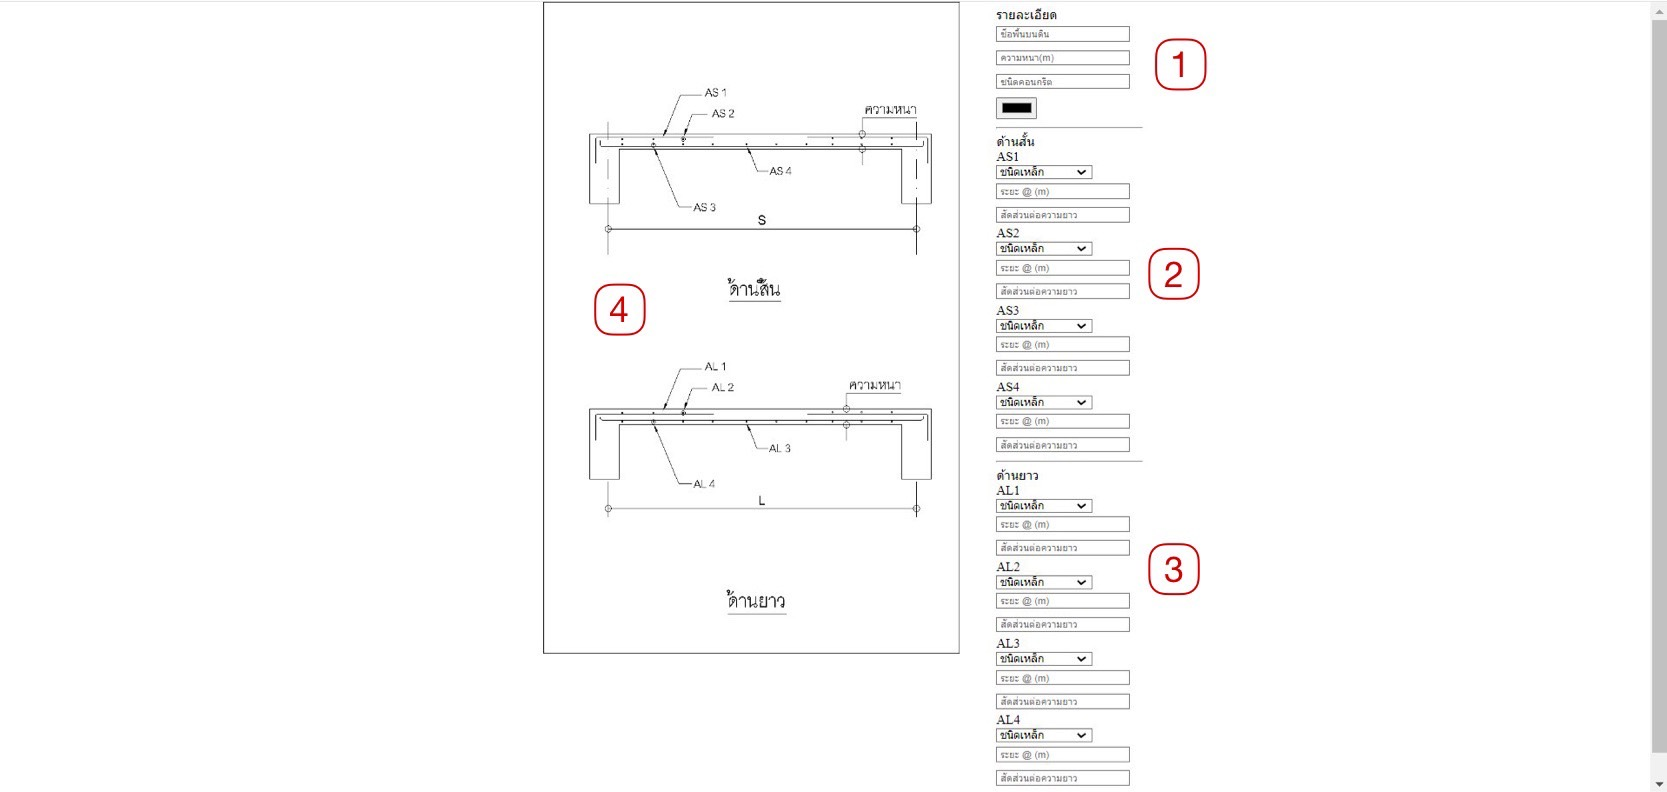 AS 1
AS 2
ความหนา
AS 4
AS 3
S
ด้านสั้น
4
AL 1
AL 2
ความหนา
AL 3
AL 4
L
ด้านยาว
รายละเอียด
ชื่อพื้นบนดิน
ความหนา(m)
ชนิดคอนกรีต
1
ด้านสั้น
AS1
ชนิดเหล็ก
ระยะ @ (m)
สัดส่วนต่อความยาว
AS2
ชนิดเหล็ก
ระยะ @ (m)
สัดส่วนต่อความยาว
2
AS3
ชนิดเหล็ก
ระยะ @ (m)
สัดส่วนต่อความยาว
AS4
ชนิดเหล็ก
ระยะ @ (m)
สัดส่วนต่อความยาว
ด้านยาว
AL1
ชนิดเหล็ก
ระยะ @ (m)
สัดส่วนต่อความยาว
3
AL2
ชนิดเหล็ก
ระยะ @ (m)
สัดส่วนต่อความยาว
AL3
ชนิดเหล็ก
ระยะ @ (m)
สัดส่วนต่อความยาว
AL4
ชนิดเหล็ก
ระยะ @ (m)
สัดส่วนต่อความยาว